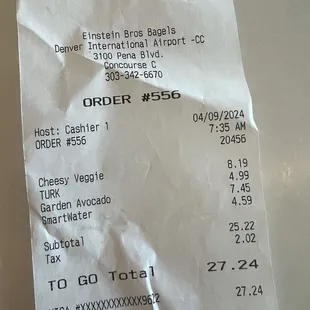 Einstein Bros Bagels
Denver International Airport -CC
3100 Pena Blvd.
Concourse C
303-342-6670
ORDER #556
04/09/2024
Host: Cashier 1 7:35 AM
ORDER #556 20456
Cheesy Veggie 8.19
TURK 4.99
Garden Avocado 7.45
SmartWater 4.59
Subtotal 25.22
Tax 2.02
TO GO Total 27.24
VISA #XXXXXXXXXXXX9612 27.24